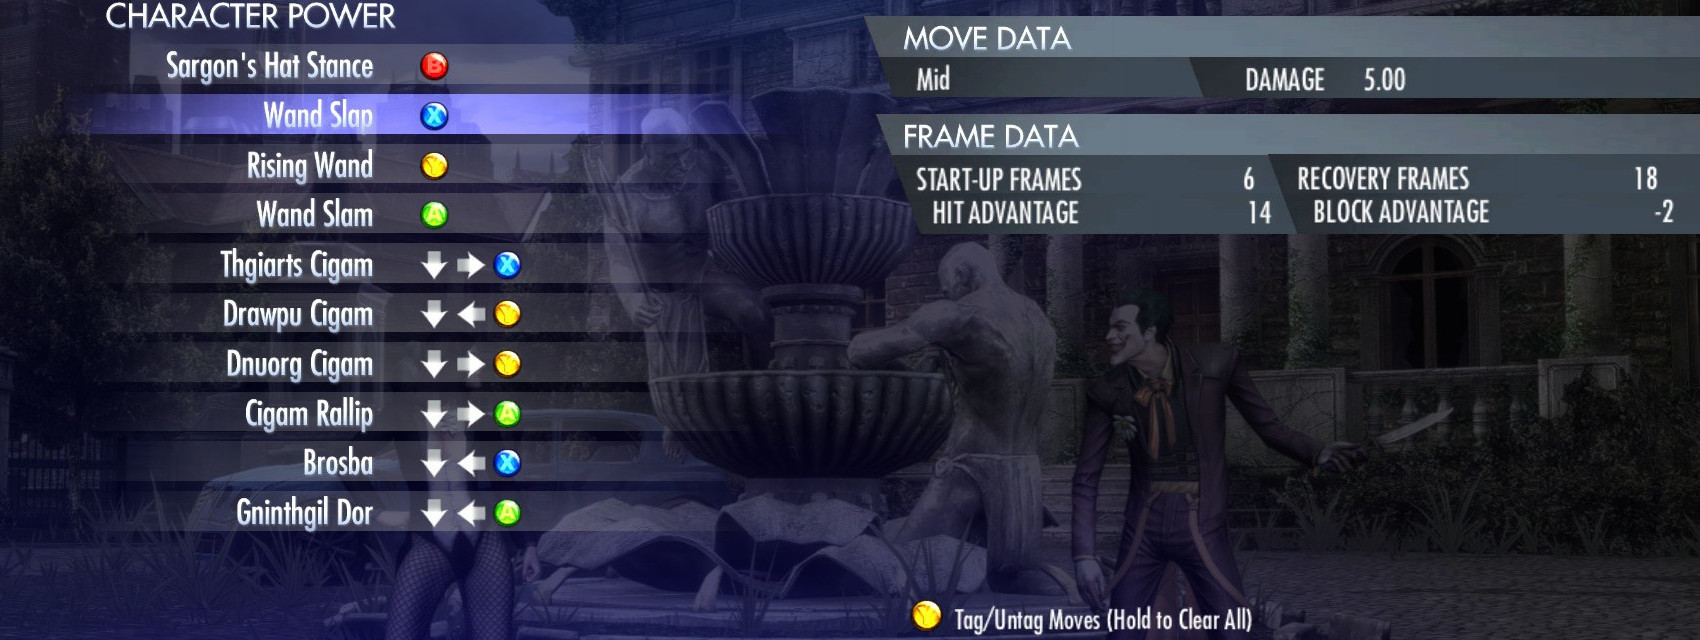 CHARACTER POWER
Sargon's Hat Stance B
Wand Slap X
Rising Wand Y
Wand Slam A
Thgiarts Cigam X
Drawpu Cigam Y
Dnuorg Cigam Y
Cigam Rallip A
Brosba X
Gninthgil Dor A
MOVE DATA
Mid DAMAGE 5.00
FRAME DATA
START-UP FRAMES 6 RECOVERY FRAMES 18
HIT ADVANTAGE 14 BLOCK ADVANTAGE -2
Y Tag/Untag Moves (Hold to Clear All)